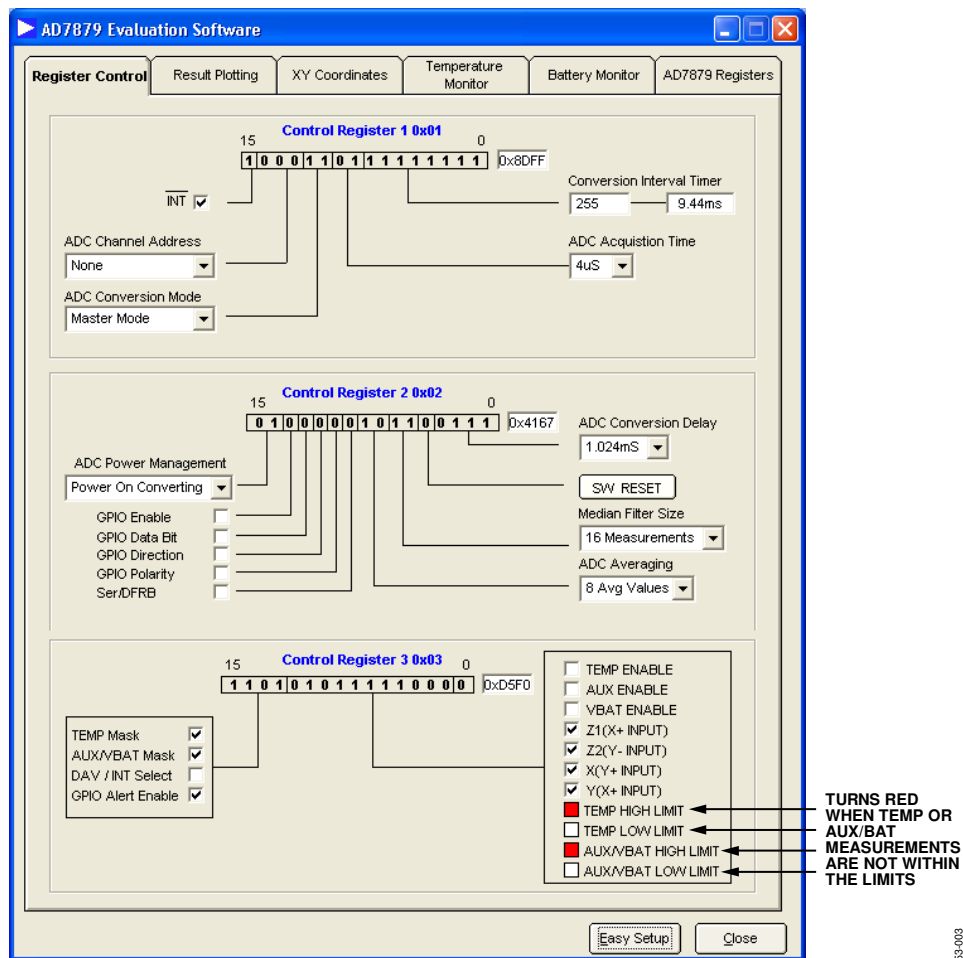 AD7879 Evaluation Software
Register Control
Result Plotting
XY Coordinates
Temperature
Monitor
Battery Monitor
AD7879 Registers
Control Register 1 0x01
15
0
1 0 0 0 1 1 0 1 1 1 1 1 1 1 1 1
0x8DFF
INT
Conversion Interval Timer
255
9.44ms
ADC Channel Address
None
ADC Acquistion Time
4uS
ADC Conversion Mode
Master Mode
Control Register 2 0x02
15
0
0 1 0 0 0 0 0 1 0 1 1 0 0 1 1 1
0x4167
ADC Conversion Delay
1.024mS
ADC Power Management
Power On Converting
SW RESET
GPIO Enable
GPIO Data Bit
GPIO Direction
GPIO Polarity
Ser/DFRB
Median Filter Size
16 Measurements
ADC Averaging
8 Avg Values
Control Register 3 0x03
15
0
1 1 0 1 0 1 0 1 1 1 1 1 0 0 0 0
0xD5F0
TEMP Mask
AUX/VBAT Mask
DAV / INT Select
GPIO Alert Enable
TEMP ENABLE
AUX ENABLE
VBAT ENABLE
Z1(X+ INPUT)
Z2(Y- INPUT)
X(Y+ INPUT)
Y(X+ INPUT)
TEMP HIGH LIMIT
TEMP LOW LIMIT
AUX/VBAT HIGH LIMIT
AUX/VBAT LOW LIMIT
TURNS RED
WHEN TEMP OR
AUX/BAT
MEASUREMENTS
ARE NOT WITHIN
THE LIMITS
Easy Setup
Close